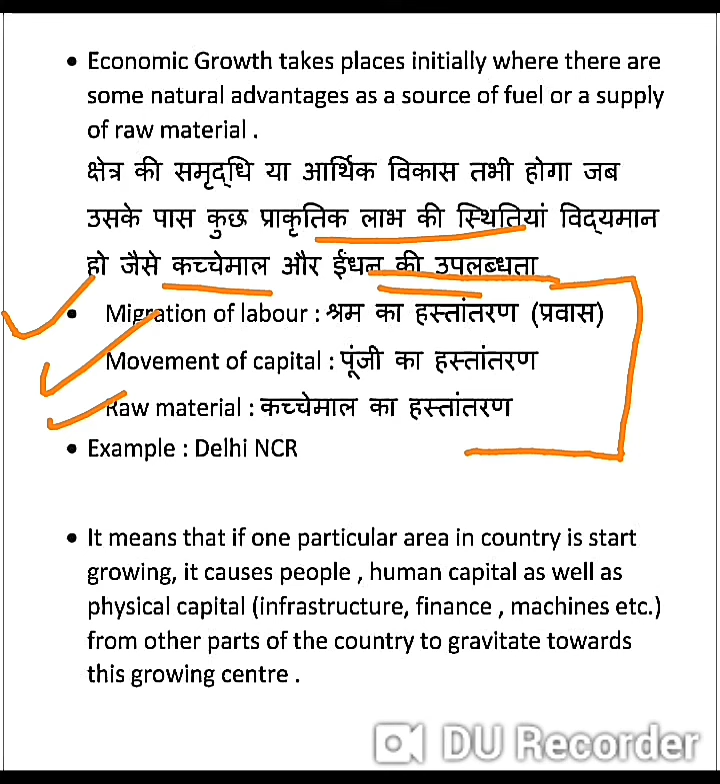 • Economic Growth takes places initially where there are
some natural advantages as a source of fuel or a supply
of raw material .
क्षेत्र की समृद्धि या आर्थिक विकास तभी होगा जब
उसके पास कुछ प्राकृतिक लाभ की स्थितियां विद्यमान
हो जैसे कच्चेमाल और ईंधन की उपलब्धता
• Migration of labour : श्रम का हस्तांतरण (प्रवास)
Movement of capital : पूंजी का हस्तांतरण
Raw material : कच्चेमाल का हस्तांतरण
• Example : Delhi NCR
• It means that if one particular area in country is start
growing, it causes people , human capital as well as
physical capital (infrastructure, finance , machines etc.)
from other parts of the country to gravitate towards
this growing centre .
DU Recorder